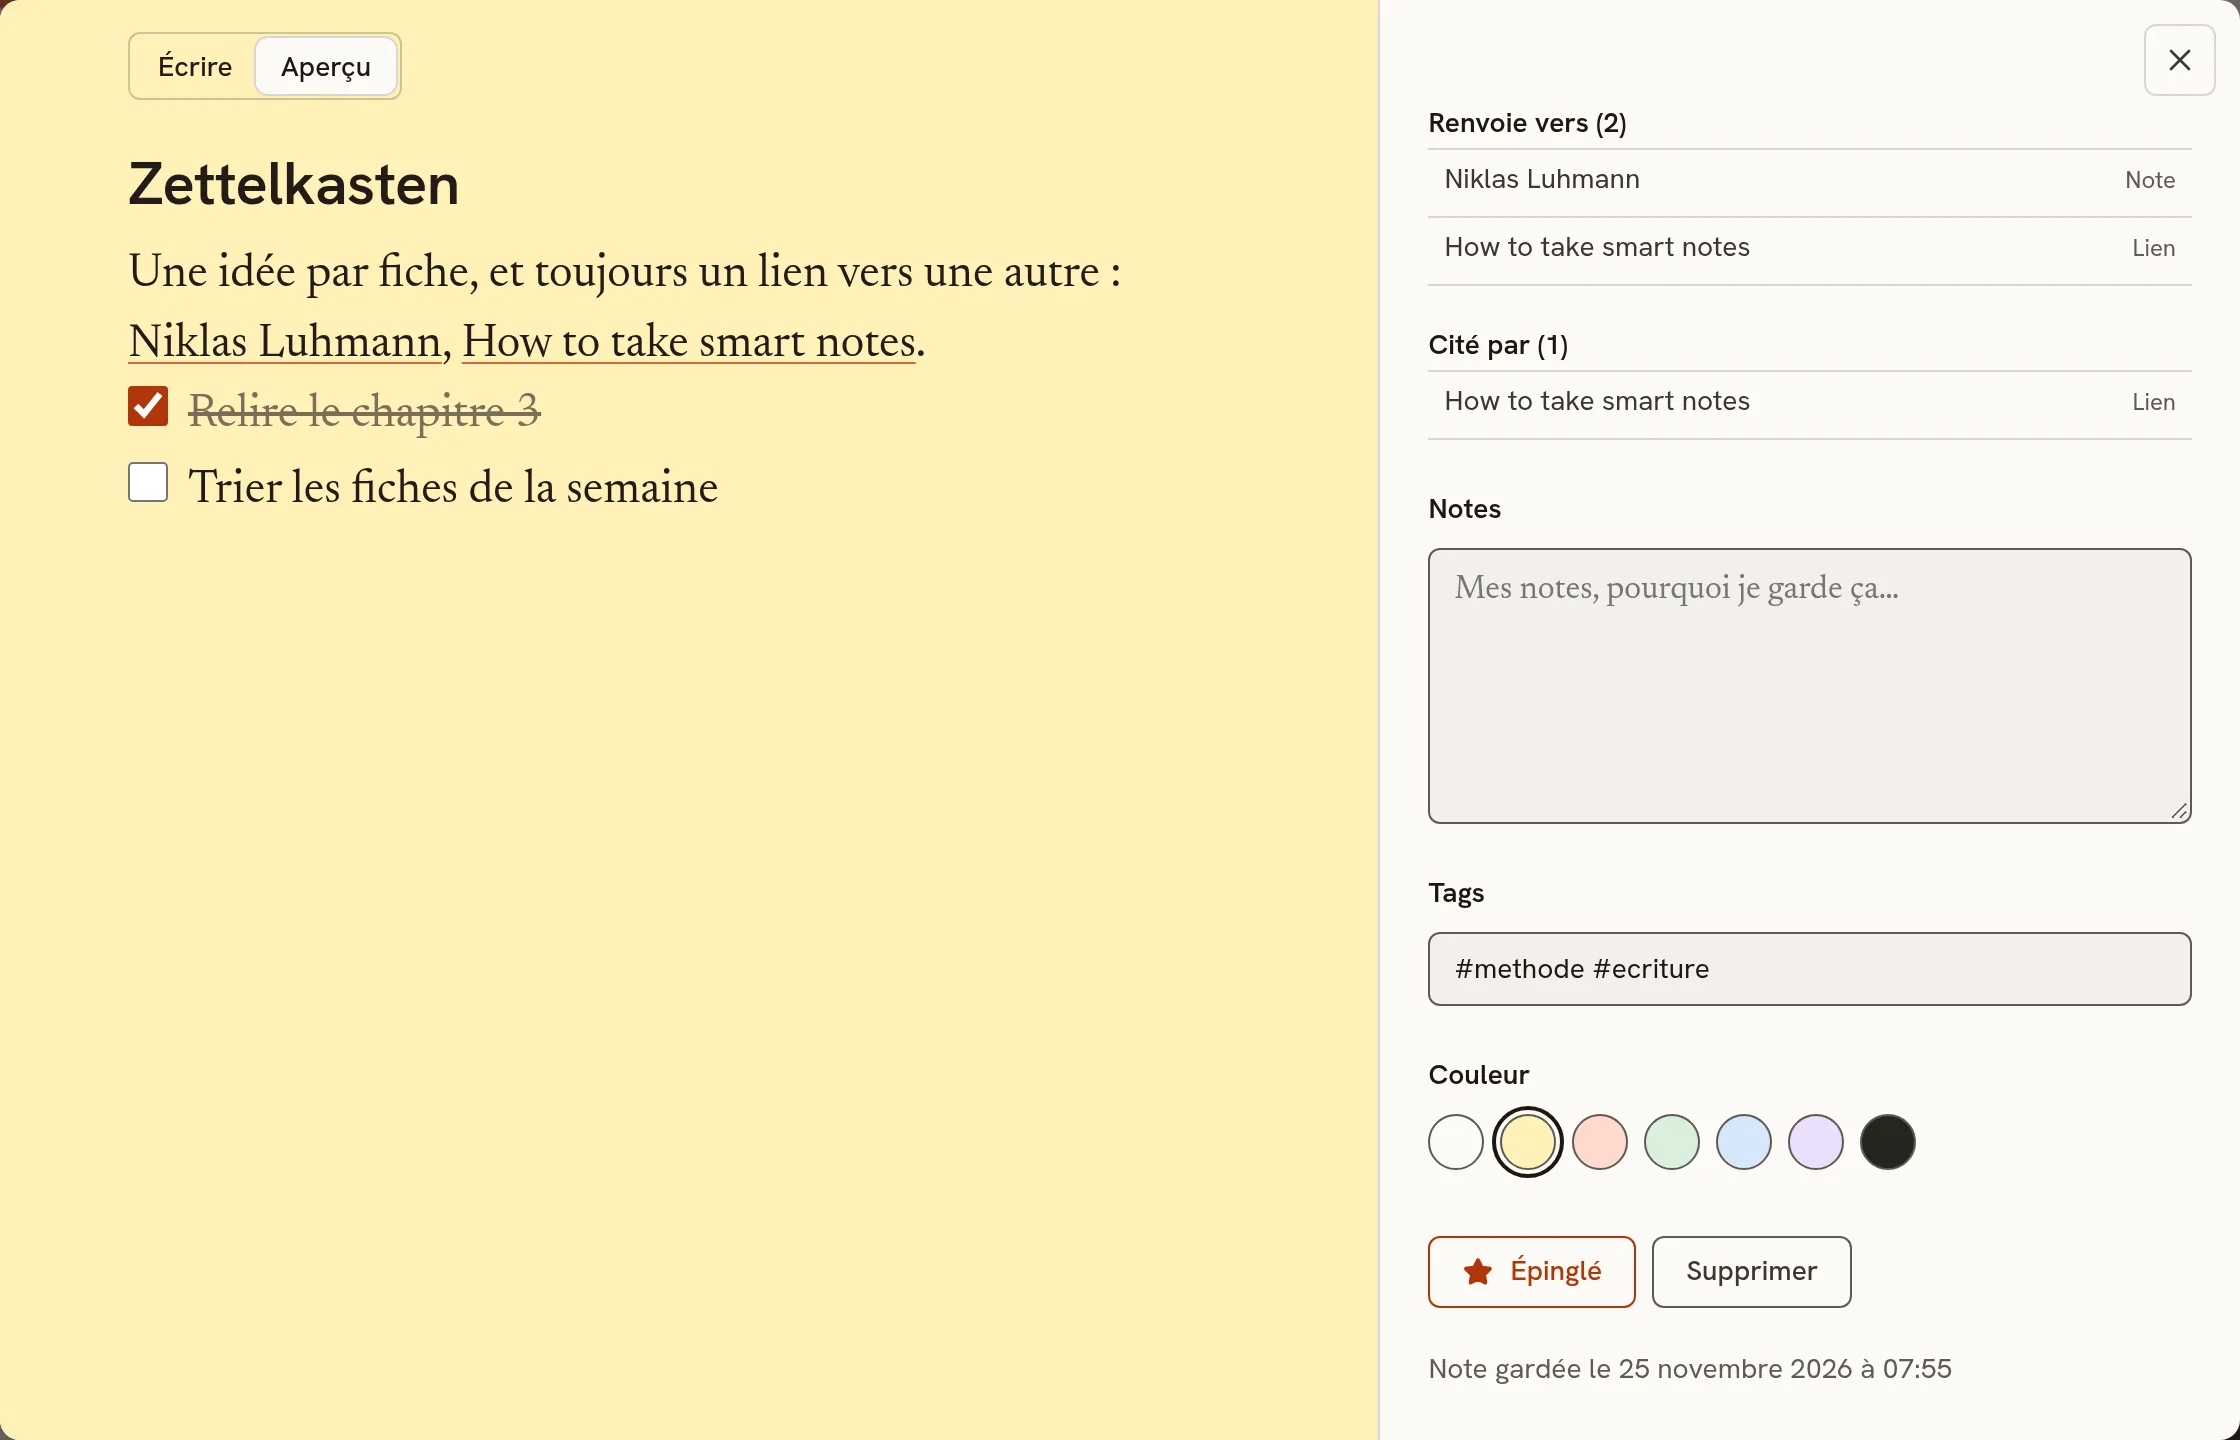 Écrire
Aperçu
Zettelkasten
Une idée par fiche, et toujours un lien vers une autre :
Niklas Luhmann, How to take smart notes.
Relire le chapitre 3
Trier les fiches de la semaine
Renvoie vers (2)
Niklas Luhmann Note
How to take smart notes Lien
Cité par (1)
How to take smart notes Lien
Notes
Mes notes, pourquoi je garde ça…
Tags
#methode #ecriture
Couleur
Épinglé
Supprimer
Note gardée le 25 novembre 2026 à 07:55